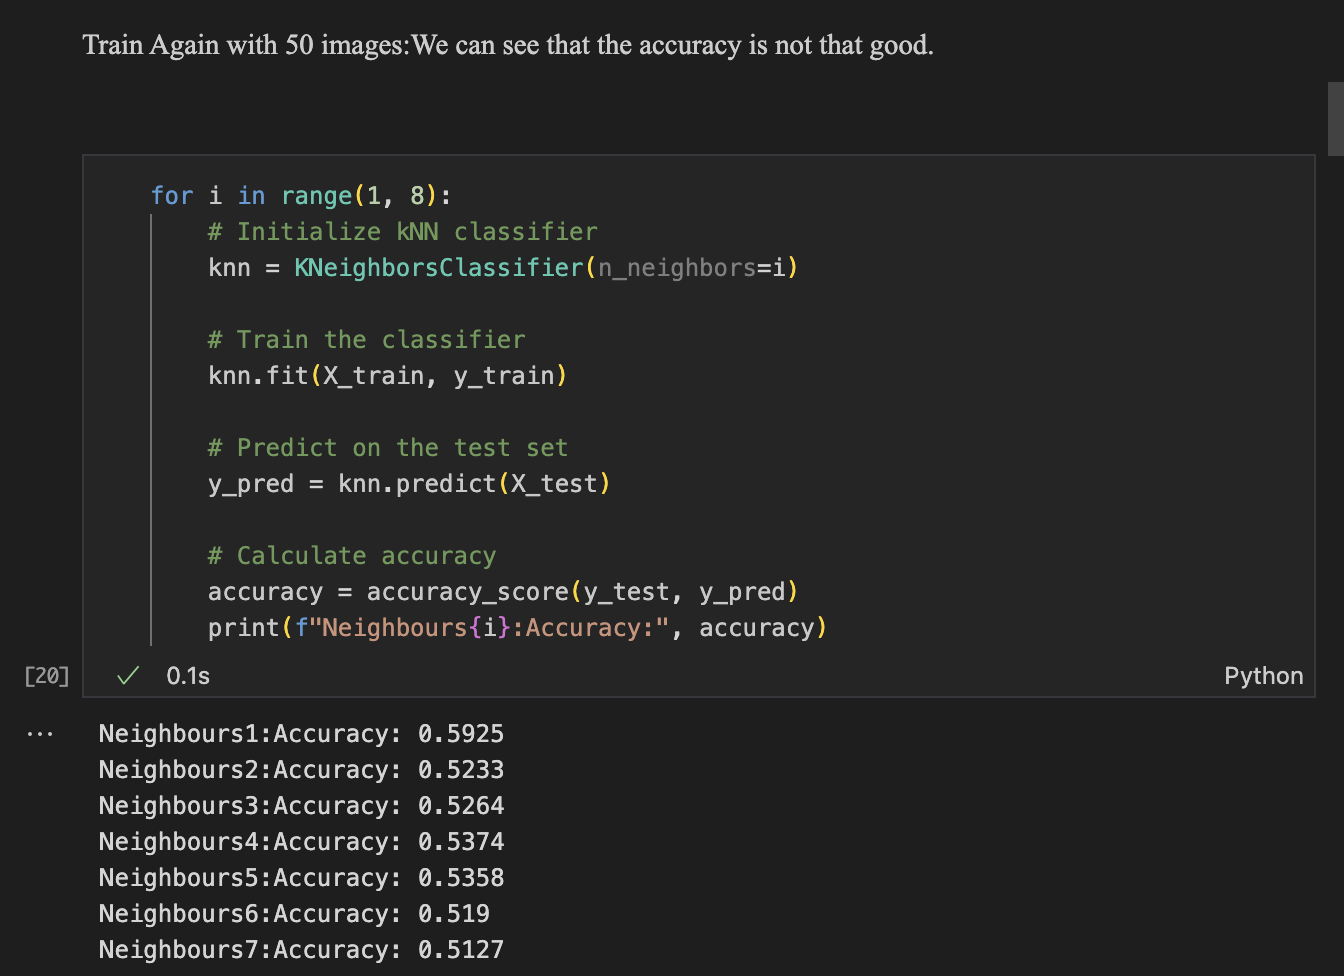 Train Again with 50 images:We can see that the accuracy is not that good.
for i in range(1, 8):
    # Initialize kNN classifier
    knn = KNeighborsClassifier(n_neighbors=i)
    # Train the classifier
    knn.fit(X_train, y_train)
    # Predict on the test set
    y_pred = knn.predict(X_test)
    # Calculate accuracy
    accuracy = accuracy_score(y_test, y_pred)
    print(f"Neighbours{i}:Accuracy:", accuracy)
[20] ✓ 0.1s Python
... Neighbours1:Accuracy: 0.5925
Neighbours2:Accuracy: 0.5233
Neighbours3:Accuracy: 0.5264
Neighbours4:Accuracy: 0.5374
Neighbours5:Accuracy: 0.5358
Neighbours6:Accuracy: 0.519
Neighbours7:Accuracy: 0.5127